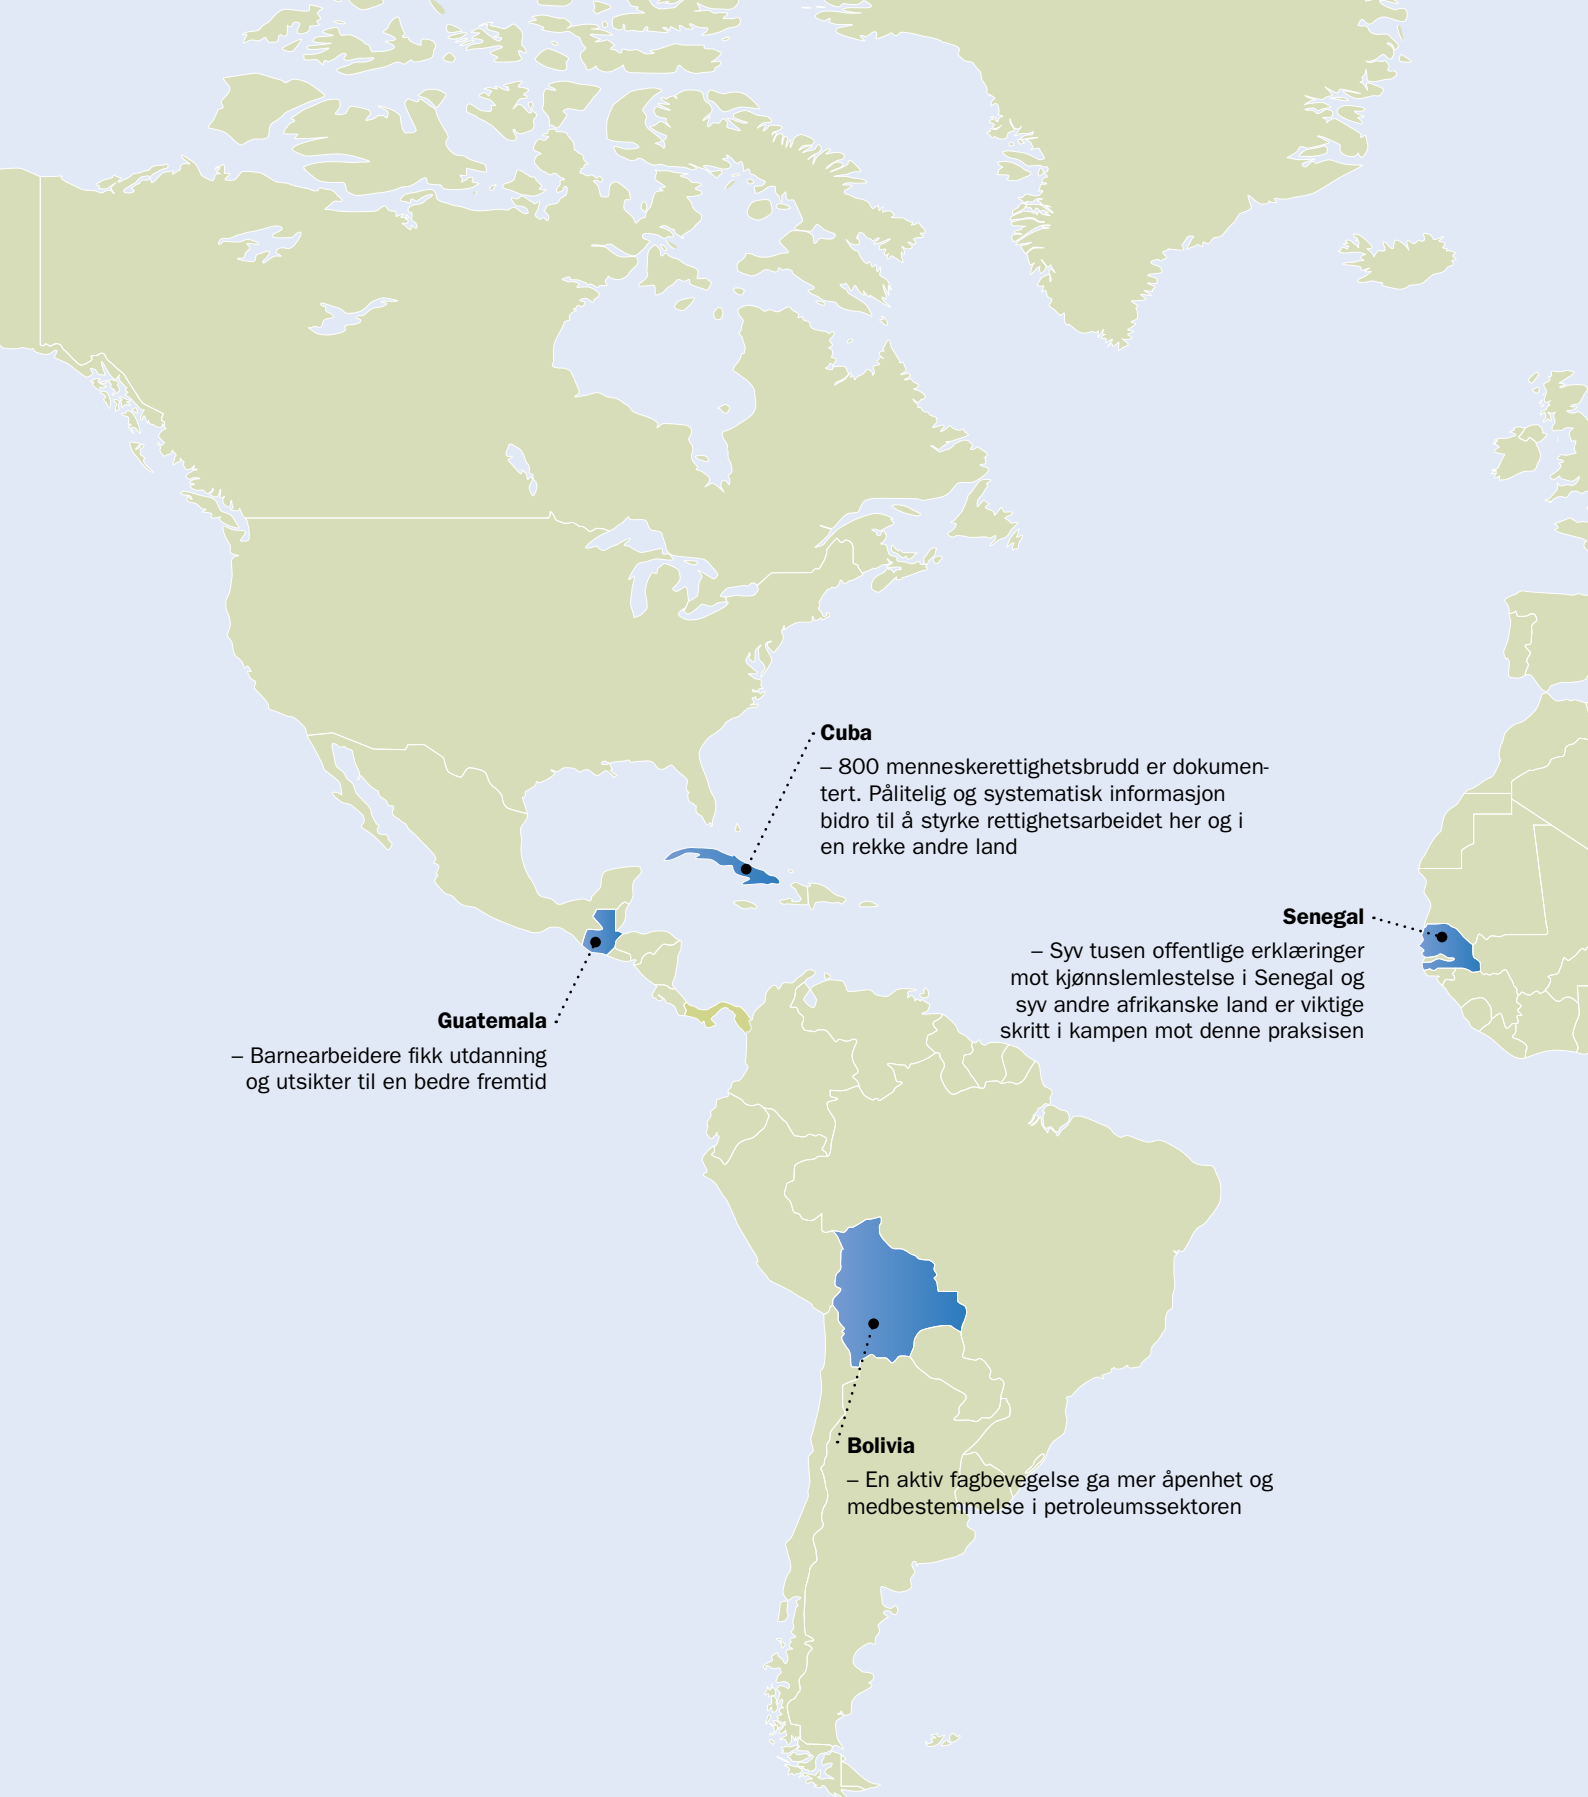 Cuba
– 800 menneskerettighetsbrudd er dokumen-
tert. Pålitelig og systematisk informasjon
bidro til å styrke rettighetsarbeidet her og i
en rekke andre land
Senegal
– Syv tusen offentlige erklæringer
mot kjønnslemlestelse i Senegal og
syv andre afrikanske land er viktige
skritt i kampen mot denne praksisen
Guatemala
– Barnearbeidere fikk utdanning
og utsikter til en bedre fremtid
Bolivia
– En aktiv fagbevegelse ga mer åpenhet og
medbestemmelse i petroleumssektoren